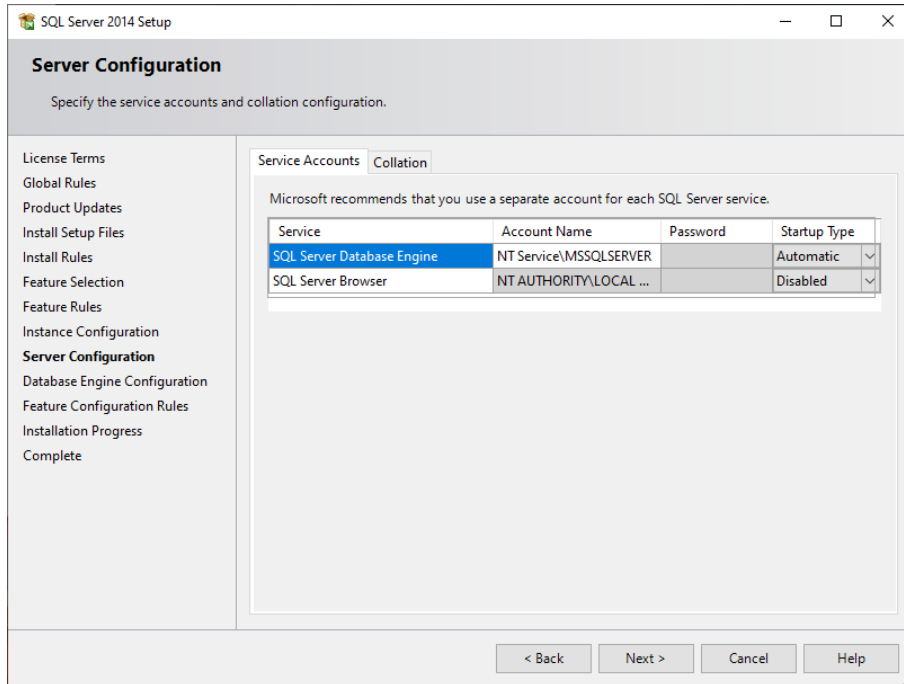 SQL Server 2014 Setup
Server Configuration
Specify the service accounts and collation configuration.
License Terms
Global Rules
Product Updates
Install Setup Files
Install Rules
Feature Selection
Feature Rules
Instance Configuration
Server Configuration
Database Engine Configuration
Feature Configuration Rules
Installation Progress
Complete
Service Accounts Collation
Microsoft recommends that you use a separate account for each SQL Server service.
Service Account Name Password Startup Type
SQL Server Database Engine NT Service\MSSQLSERVER Automatic
SQL Server Browser NT AUTHORITY\LOCAL ... Disabled
< Back Next > Cancel Help